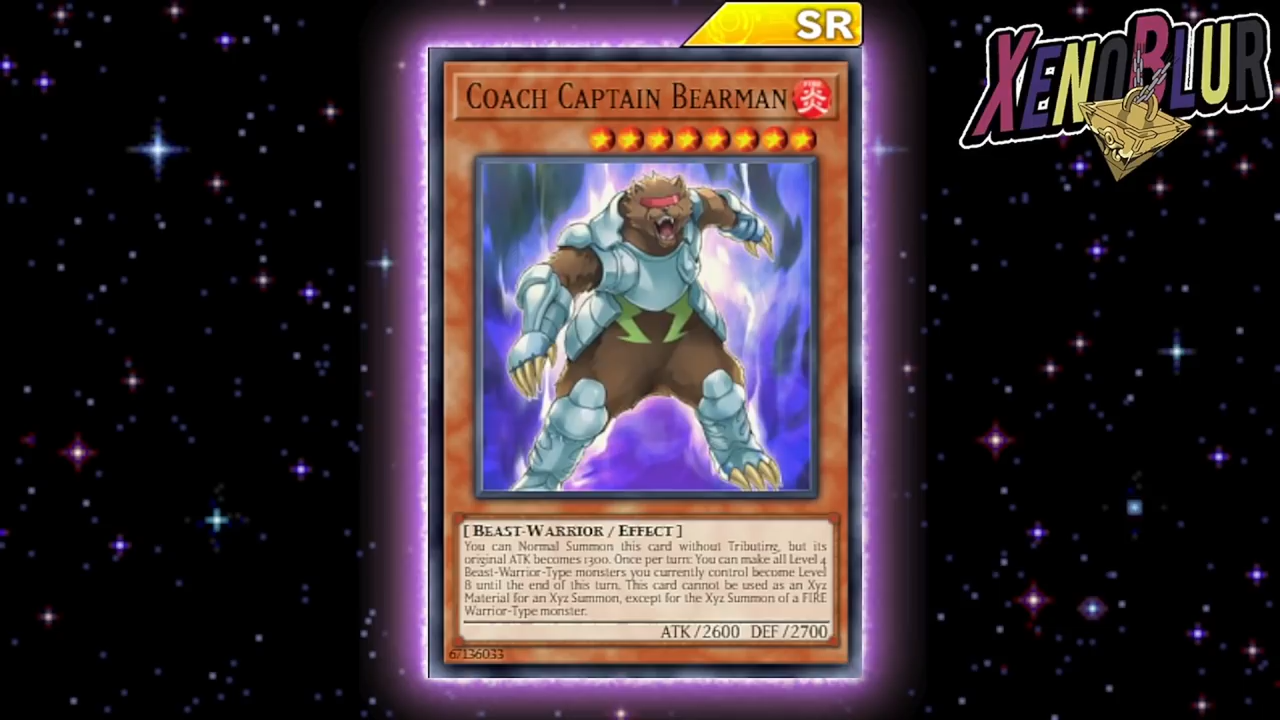 SR
XENOBLUR
COACH CAPTAIN BEARMAN
FIRE
炎
[ BEAST-WARRIOR / EFFECT ]
You can Normal Summon this card without Tributing, but its
original ATK becomes 1300. Once per turn: You can make all Level 4
Beast-Warrior-Type monsters you currently control become Level
8 until the end of this turn. This card cannot be used as an Xyz
Material for an Xyz Summon, except for the Xyz Summon of a FIRE
Warrior-Type monster.
ATK/2600 DEF/2700
67136033